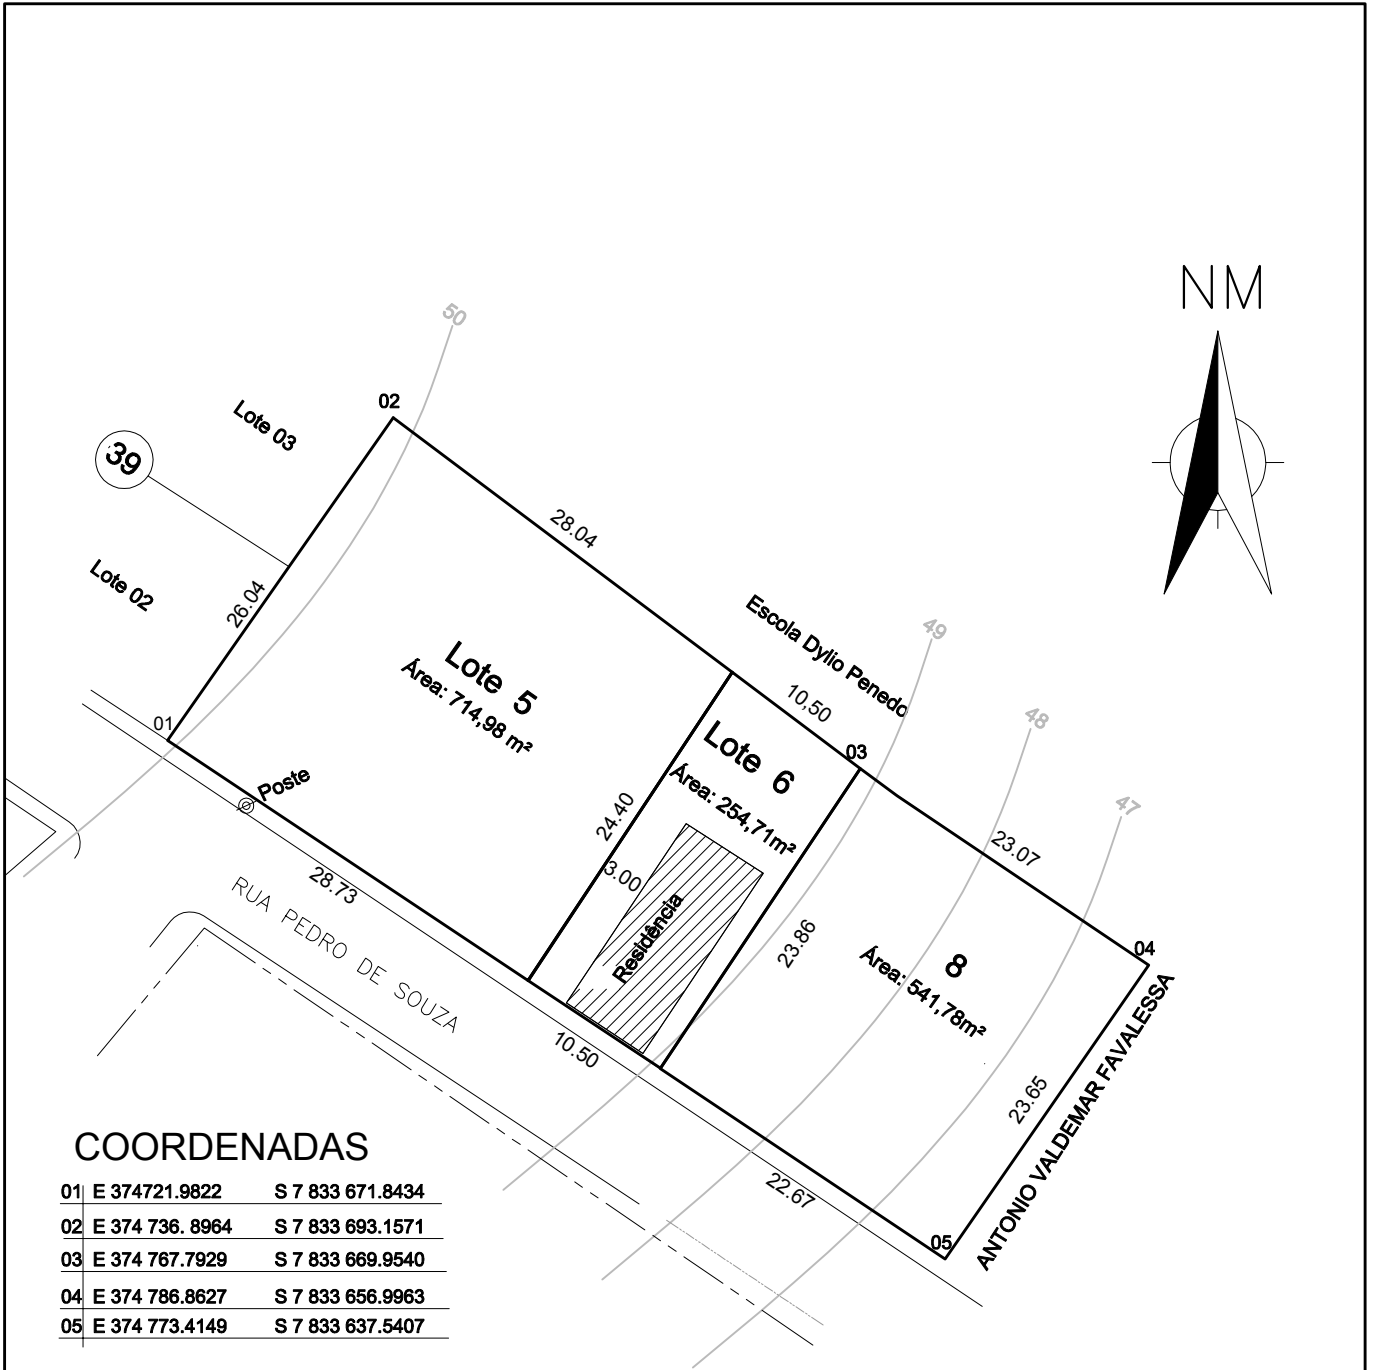 NM
50
02
Lote 03
39
28.04
Lote 02
26.04
Escola Dylio Penedo
49
10,50
48
Lote 5
Área: 714,98 m²
01
03
Lote 6
Área: 254,71m²
47
Poste
24.40
23.07
3.00
28.73
Residência
23.86
04
8
Área: 541,78m²
RUA PEDRO DE SOUZA
10.50
23.65
ANTONIO VALDEMAR FAVALESSA
22.67
05
COORDENADAS
01 E 374721.9822 S 7 833 671.8434
02 E 374 736. 8964 S 7 833 693.1571
03 E 374 767.7929 S 7 833 669.9540
04 E 374 786.8627 S 7 833 656.9963
05 E 374 773.4149 S 7 833 637.5407